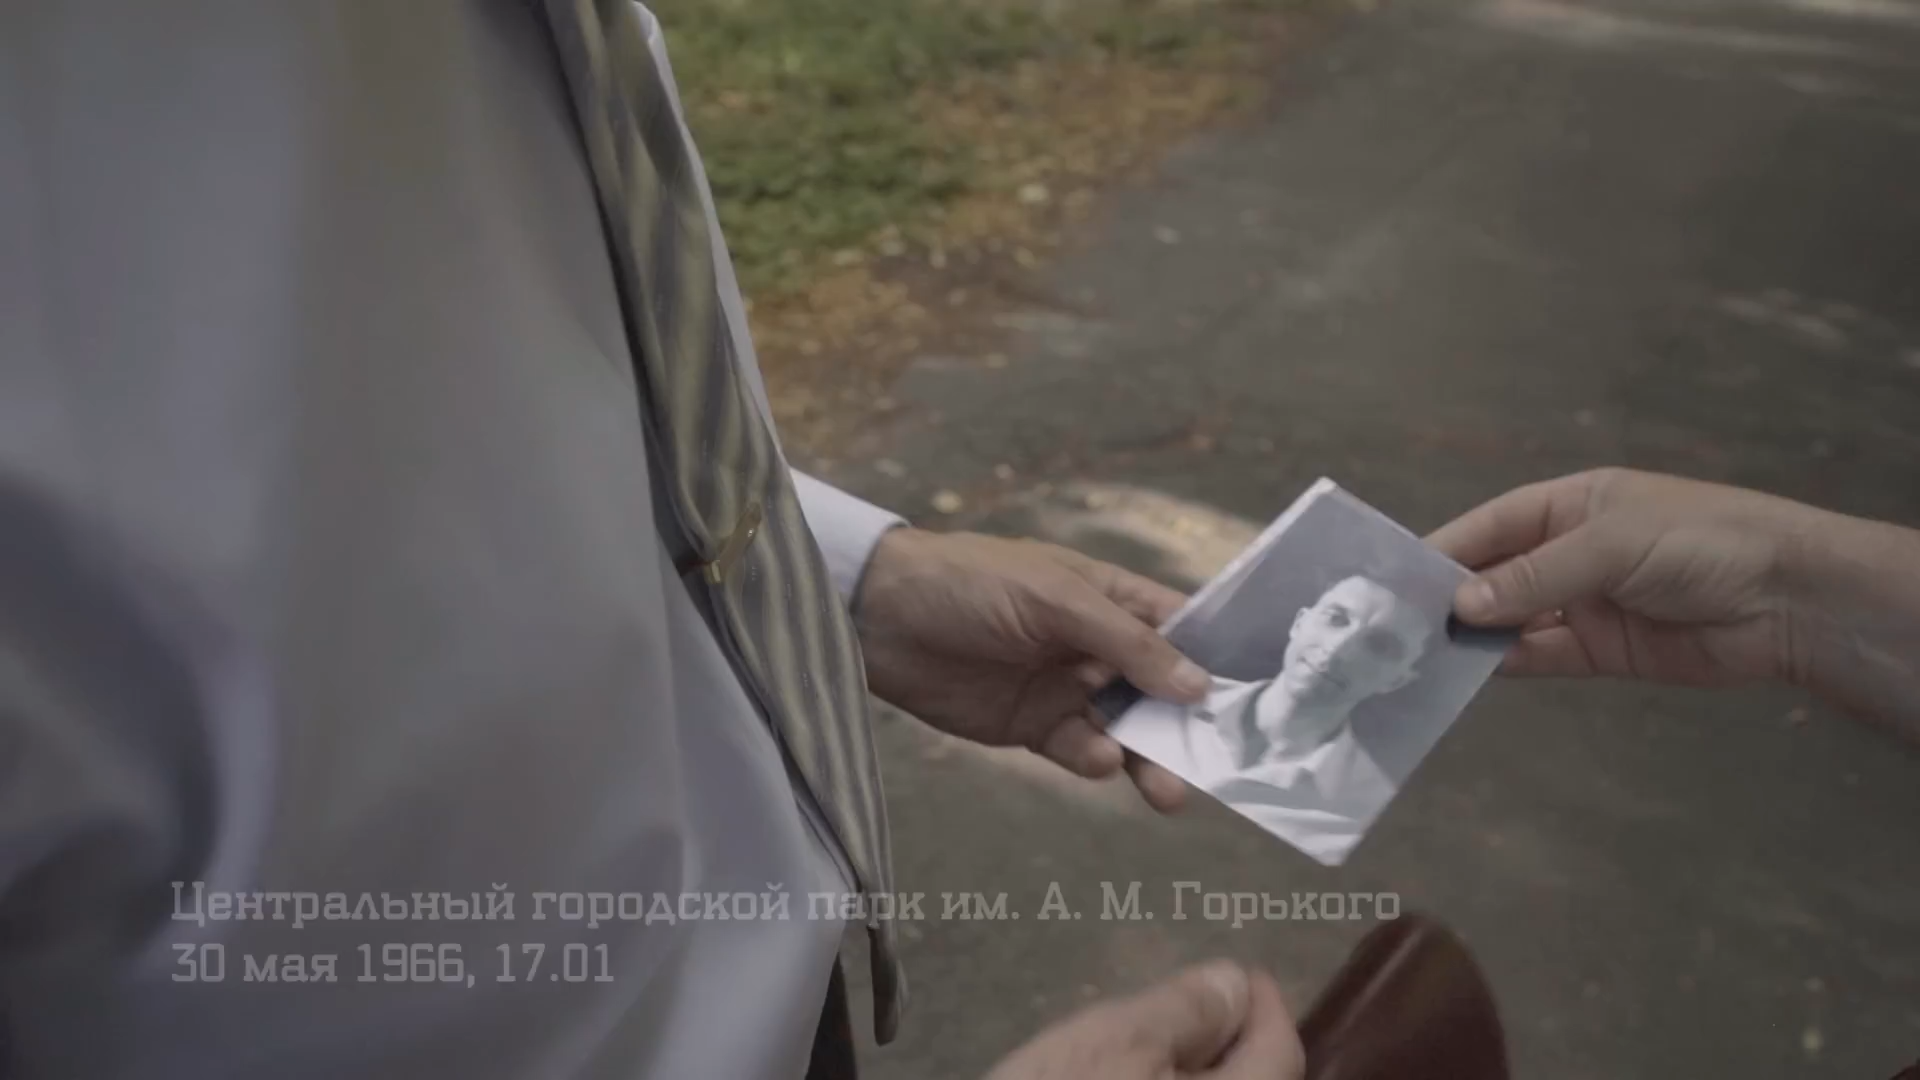 Центральный городской парк им. А. М. Горького
30 мая 1966, 17.01